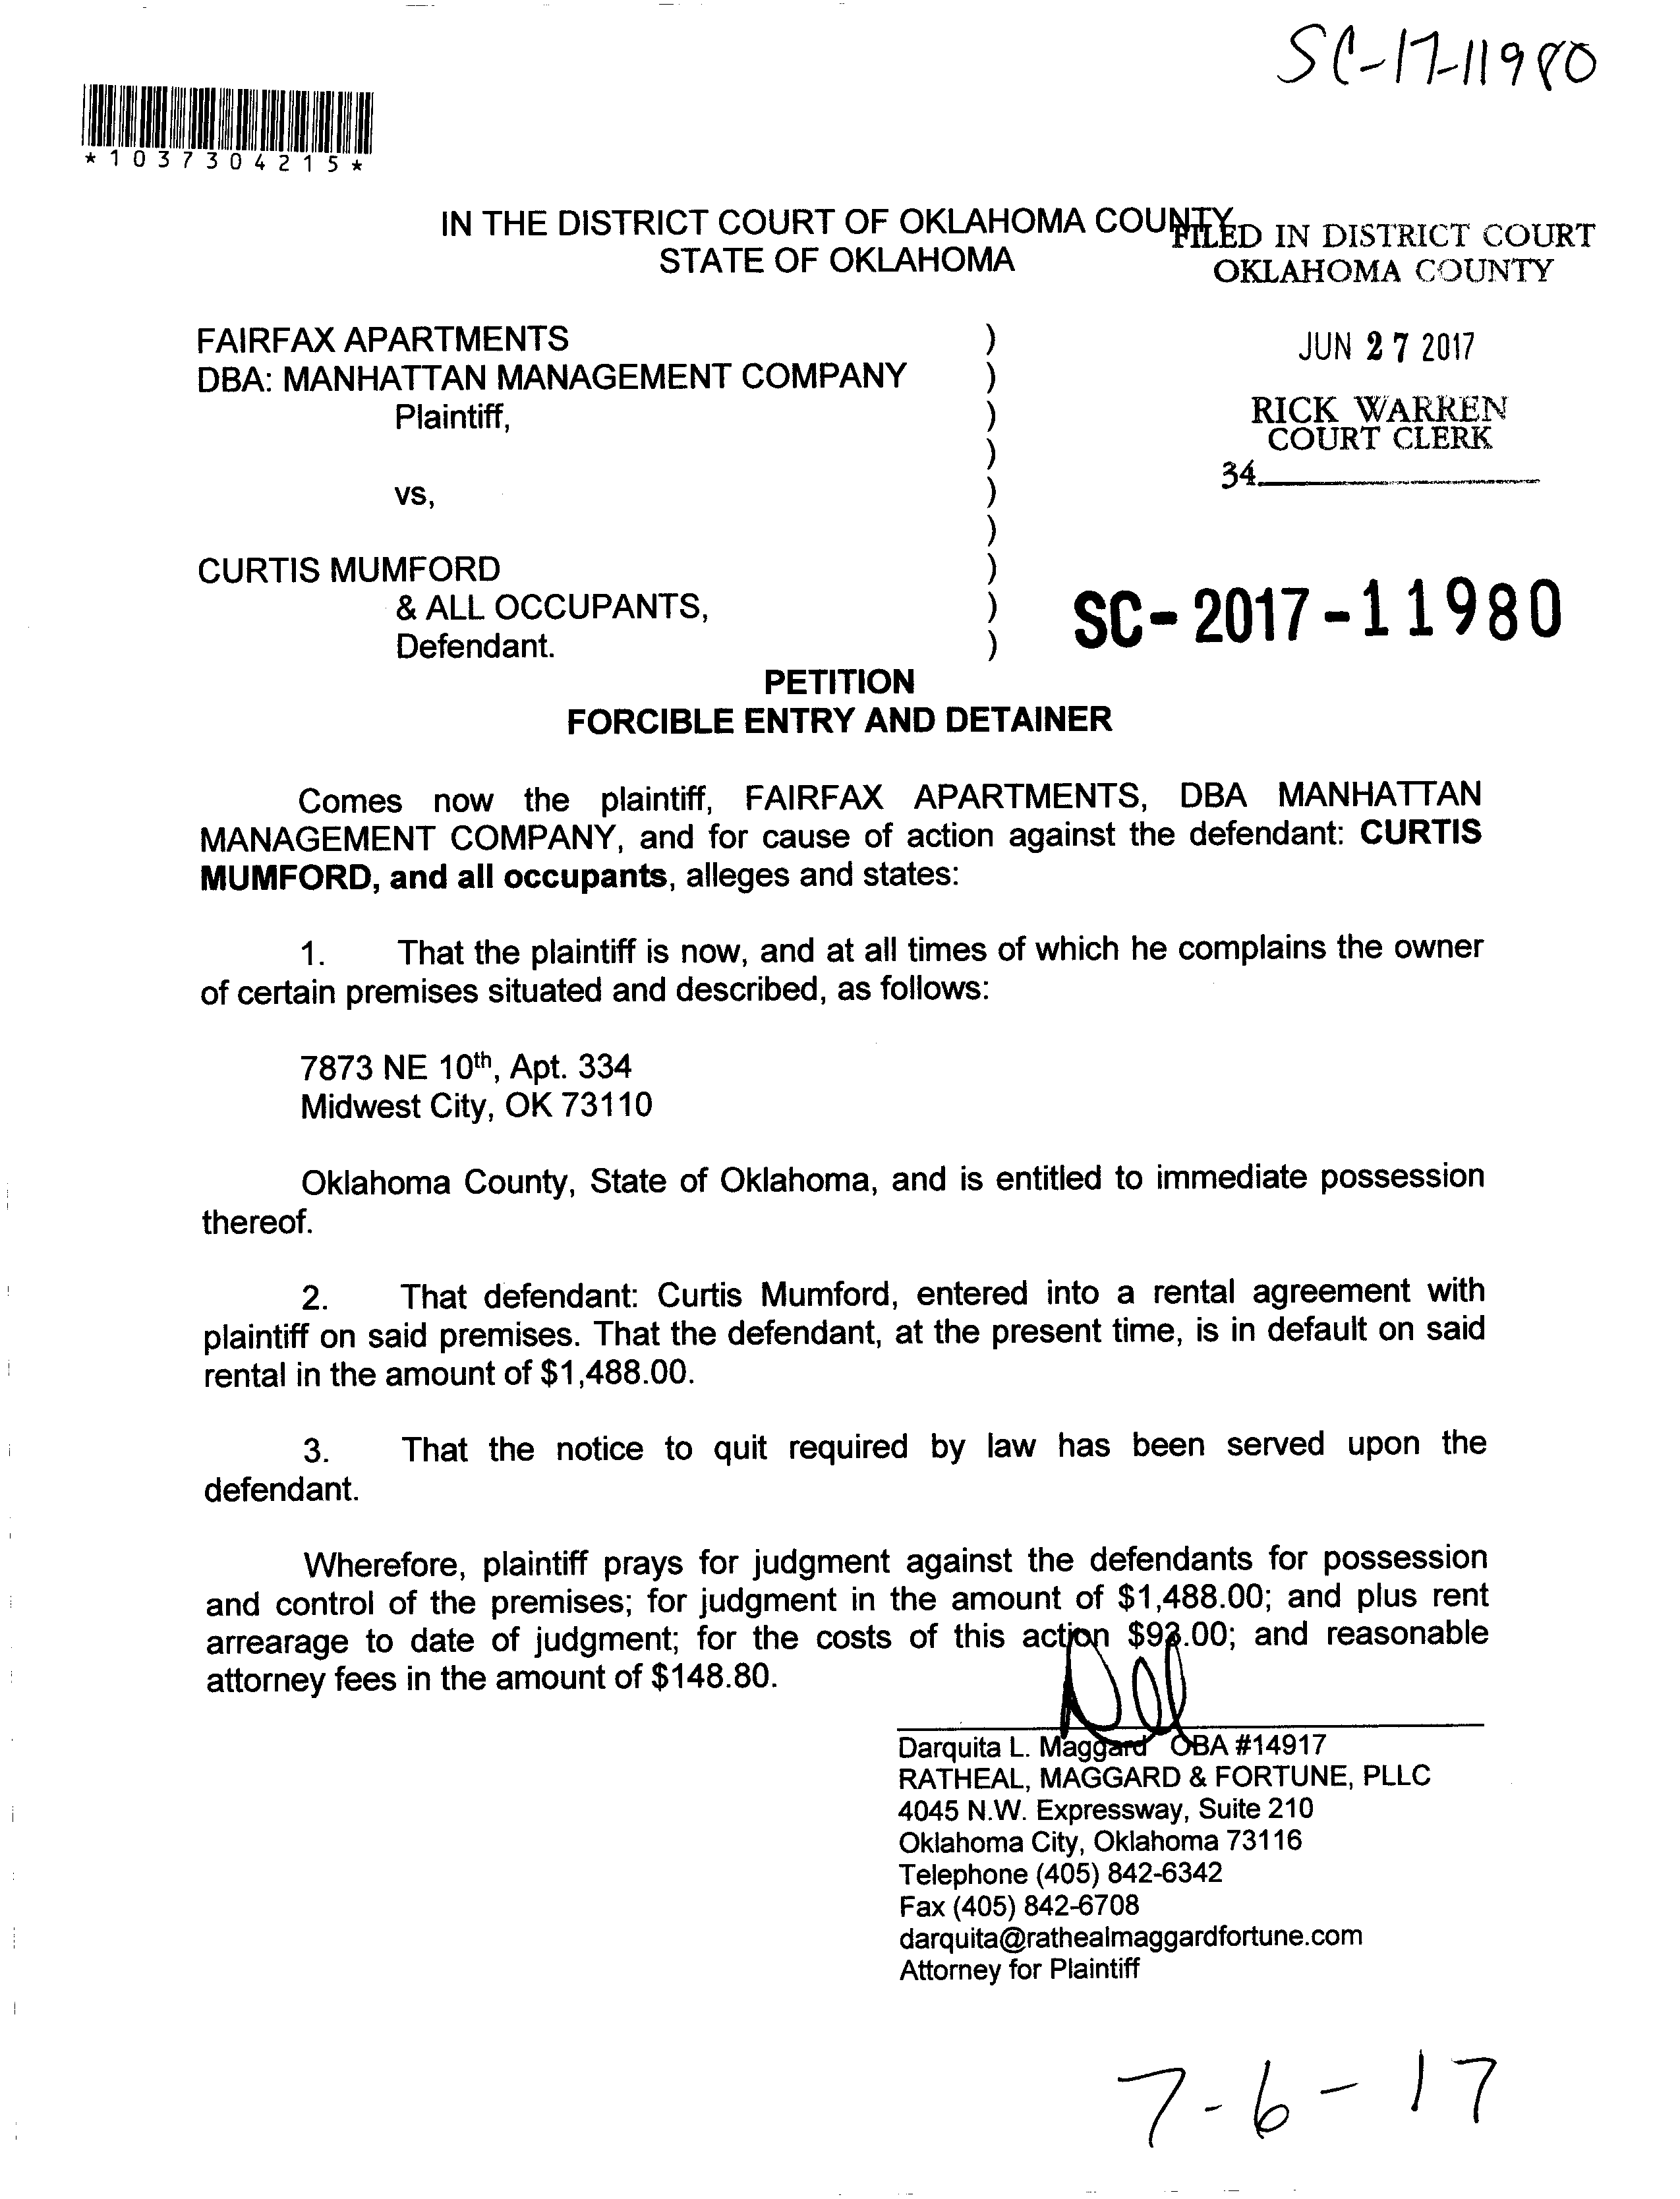 SC-17-11980
*1037304215*
IN THE DISTRICT COURT OF OKLAHOMA COUNTY
STATE OF OKLAHOMA
FILED IN DISTRICT COURT
OKLAHOMA COUNTY
JUN 27 2017
RICK WARREN
COURT CLERK
34
FAIRFAX APARTMENTS )
DBA: MANHATTAN MANAGEMENT COMPANY )
Plaintiff, )
)
vs, )
)
CURTIS MUMFORD )
& ALL OCCUPANTS, )
Defendant. )
SC-2017-11980
PETITION
FORCIBLE ENTRY AND DETAINER
Comes now the plaintiff, FAIRFAX APARTMENTS, DBA MANHATTAN
MANAGEMENT COMPANY, and for cause of action against the defendant: CURTIS
MUMFORD, and all occupants, alleges and states:
1. That the plaintiff is now, and at all times of which he complains the owner
of certain premises situated and described, as follows:
7873 NE 10th, Apt. 334
Midwest City, OK 73110
Oklahoma County, State of Oklahoma, and is entitled to immediate possession
thereof.
2. That defendant: Curtis Mumford, entered into a rental agreement with
plaintiff on said premises. That the defendant, at the present time, is in default on said
rental in the amount of $1,488.00.
3. That the notice to quit required by law has been served upon the
defendant.
Wherefore, plaintiff prays for judgment against the defendants for possession
and control of the premises; for judgment in the amount of $1,488.00; and plus rent
arrearage to date of judgment; for the costs of this action and reasonable
attorney fees in the amount of $148.80.
Darquita L. Maggard OBA #14917
RATHEAL, MAGGARD & FORTUNE, PLLC
4045 N.W. Expressway, Suite 210
Oklahoma City, Oklahoma 73116
Telephone (405) 842-6342
Fax (405) 842-6708
darquita@rathealmaggardfortune.com
Attorney for Plaintiff
7-6-17